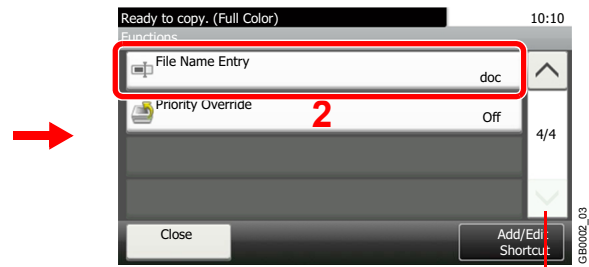 Ready to copy. (Full Color)
10:10
Functions
File Name Entry
doc
Priority Override
2
Off
4/4
Close
Add/Edit
Shortcut
GB0002_03